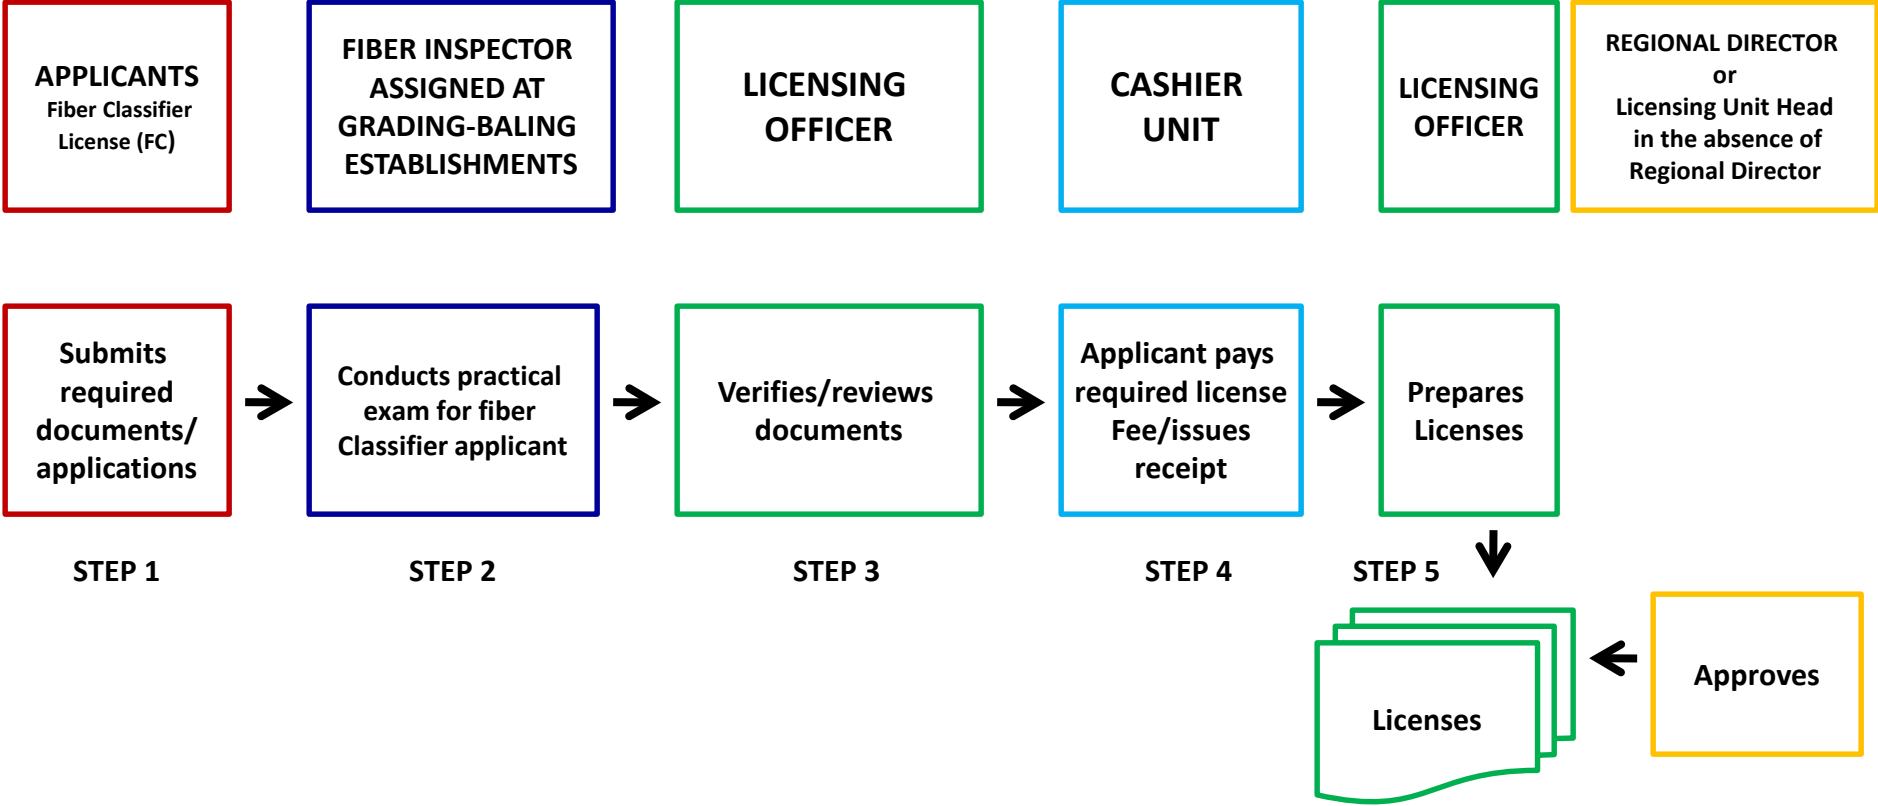 APPLICANTS
Fiber Classifier
License (FC)
FIBER INSPECTOR
ASSIGNED AT
GRADING-BALING
ESTABLISHMENTS
LICENSING
OFFICER
CASHIER
UNIT
LICENSING
OFFICER
REGIONAL DIRECTOR
or
Licensing Unit Head
in the absence of
Regional Director
Submits
required
documents/
applications
Conducts practical
exam for fiber
Classifier applicant
Verifies/reviews
documents
Applicant pays
required license
Fee/issues
receipt
Prepares
Licenses
STEP 1
STEP 2
STEP 3
STEP 4
STEP 5
Licenses
Approves